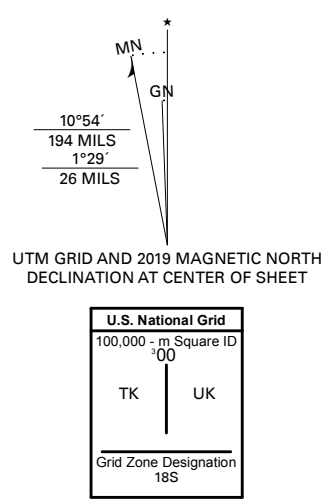 ★
MN
GN
10°54´
194 MILS
1°29´
26 MILS
UTM GRID AND 2019 MAGNETIC NORTH
DECLINATION AT CENTER OF SHEET
U.S. National Grid
100,000 - m Square ID
³00
TK UK
Grid Zone Designation
18S